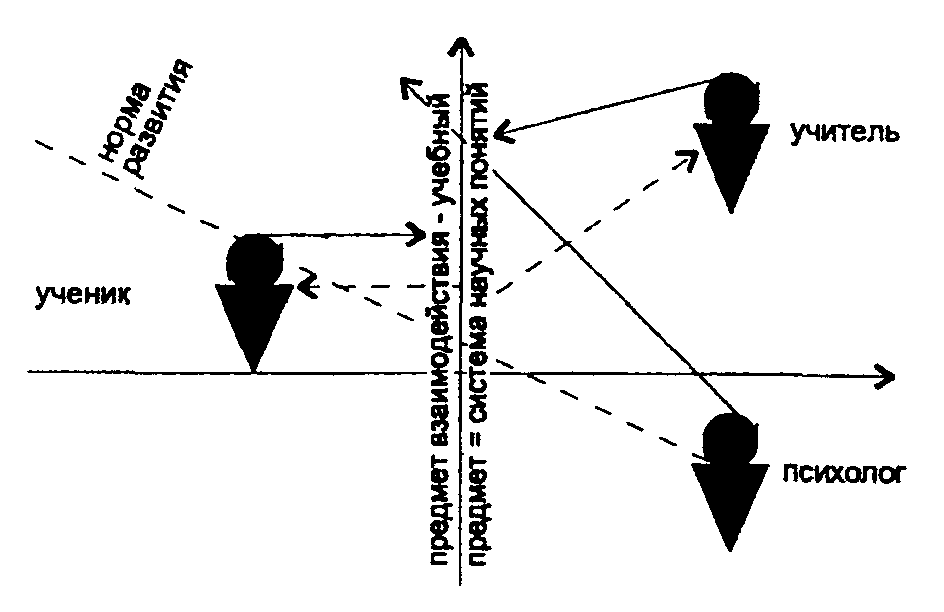 норма
развития
учитель
ученик
предмет взаимодействия - учебный
предмет = система научных понятий
психолог